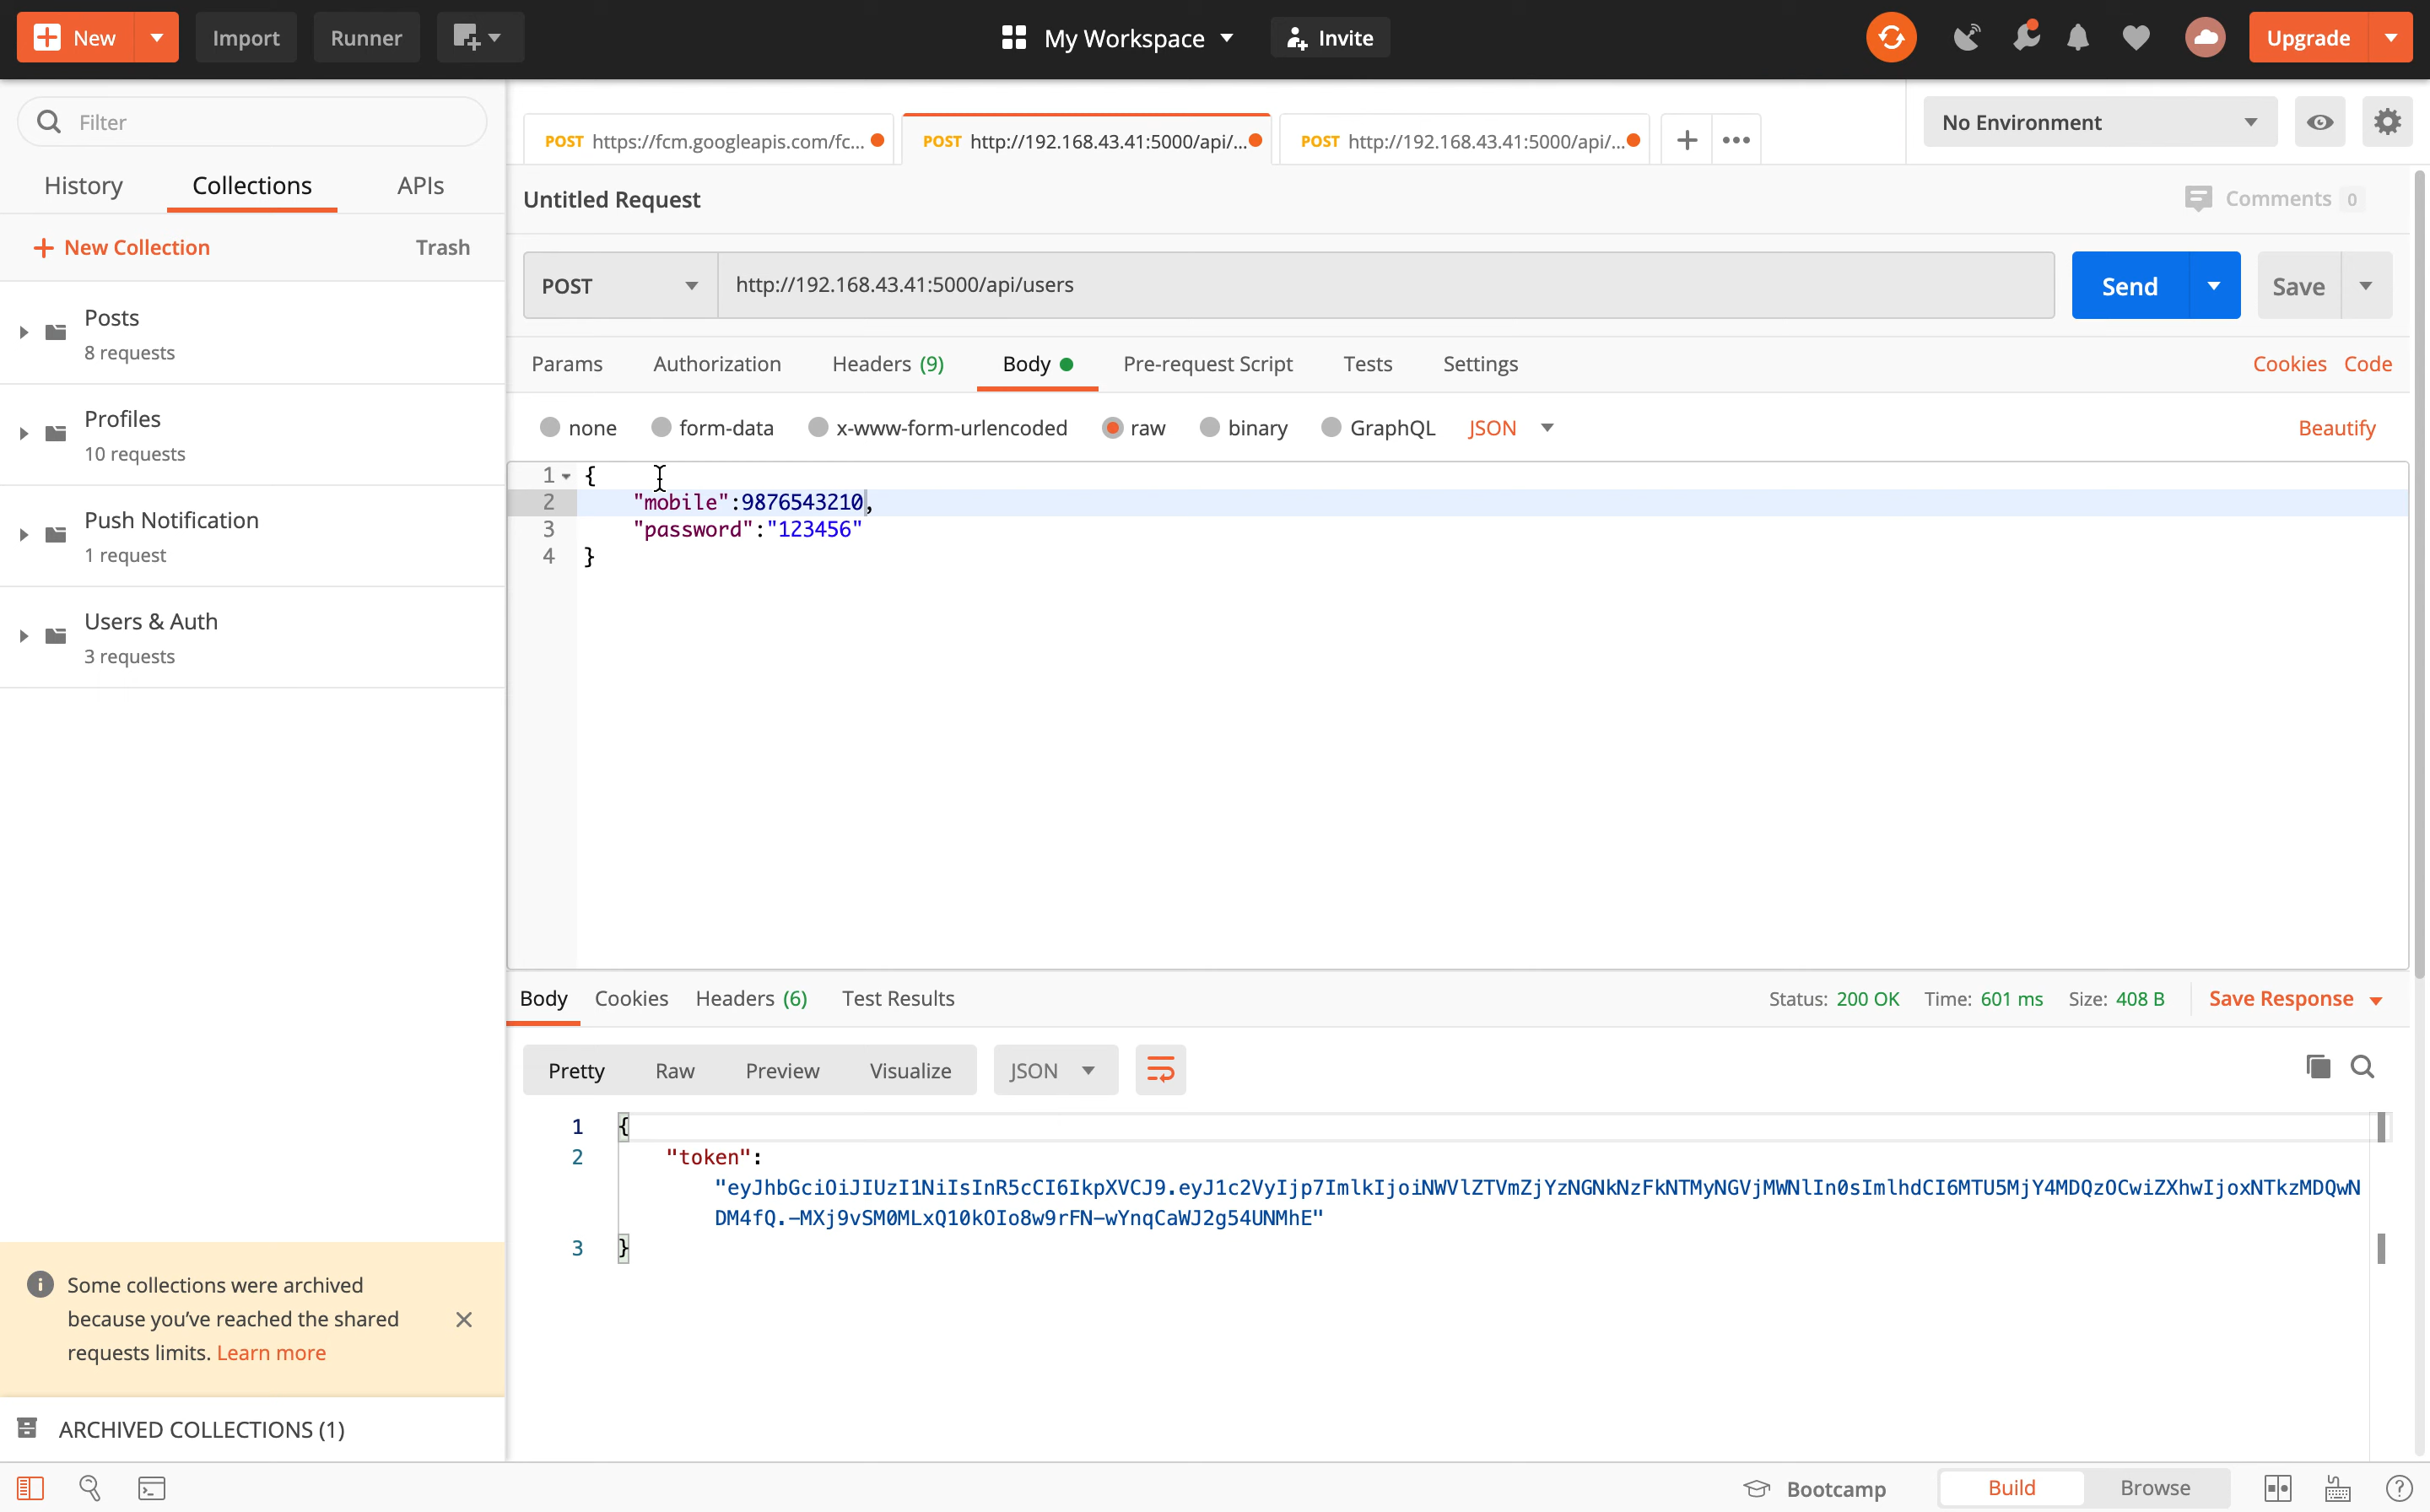 New
Import
Runner
My Workspace
Invite
Upgrade
Filter
History
Collections
APIs
New Collection
Trash
Posts
8 requests
Profiles
10 requests
Push Notification
1 request
Users & Auth
3 requests
Some collections were archived
because you've reached the shared
requests limits. Learn more
ARCHIVED COLLECTIONS (1)
POST https://fcm.googleapis.com/fc...
POST http://192.168.43.41:5000/api/...
POST http://192.168.43.41:5000/api/...
No Environment
Untitled Request
Comments 0
POST
http://192.168.43.41:5000/api/users
Send
Save
Params
Authorization
Headers (9)
Body
Pre-request Script
Tests
Settings
Cookies
Code
none
form-data
x-www-form-urlencoded
raw
binary
GraphQL
JSON
Beautify
1 {
2 "mobile":9876543210,
3 "password":"123456"
4 }
Body
Cookies
Headers (6)
Test Results
Status: 200 OK
Time: 601 ms
Size: 408 B
Save Response
Pretty
Raw
Preview
Visualize
JSON
1 {
2 "token":
"eyJhbGciOiJIUzI1NiIsInR5cCI6IkpXVCJ9.eyJ1c2VyIjp7ImlkIjoiNWVlZTVmZjYzNGNkNzFkNTMyNGVjMWNlIn0sImlhdCI6MTU5MjY4MDQzOCwiZXhwIjoxNTkzMDQwN
DM4fQ.-MXj9vSM0MLxQ10kOIo8w9rFN-wYnqCaWJ2g54UNMhE"
3 }
Bootcamp
Build
Browse